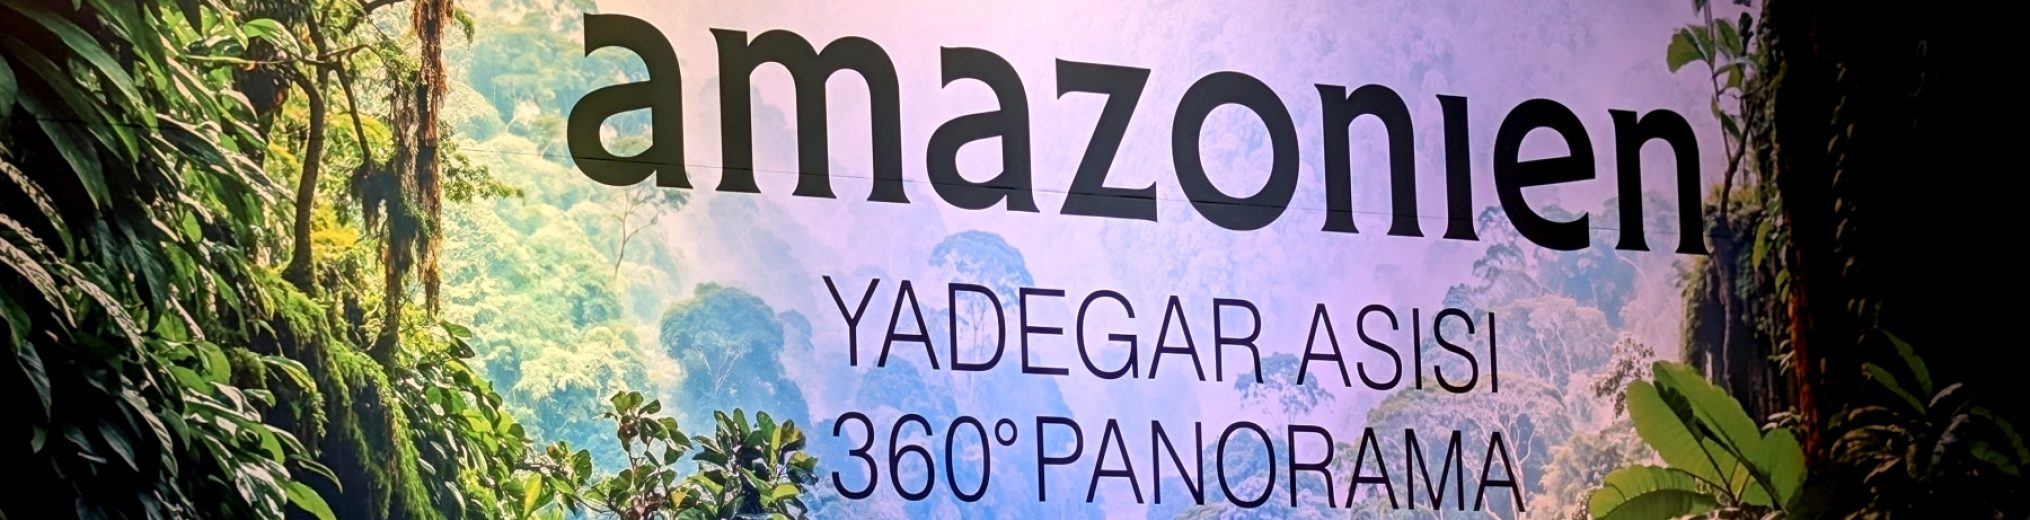 amazonien
YADEGAR ASISI
360° PANORAMA